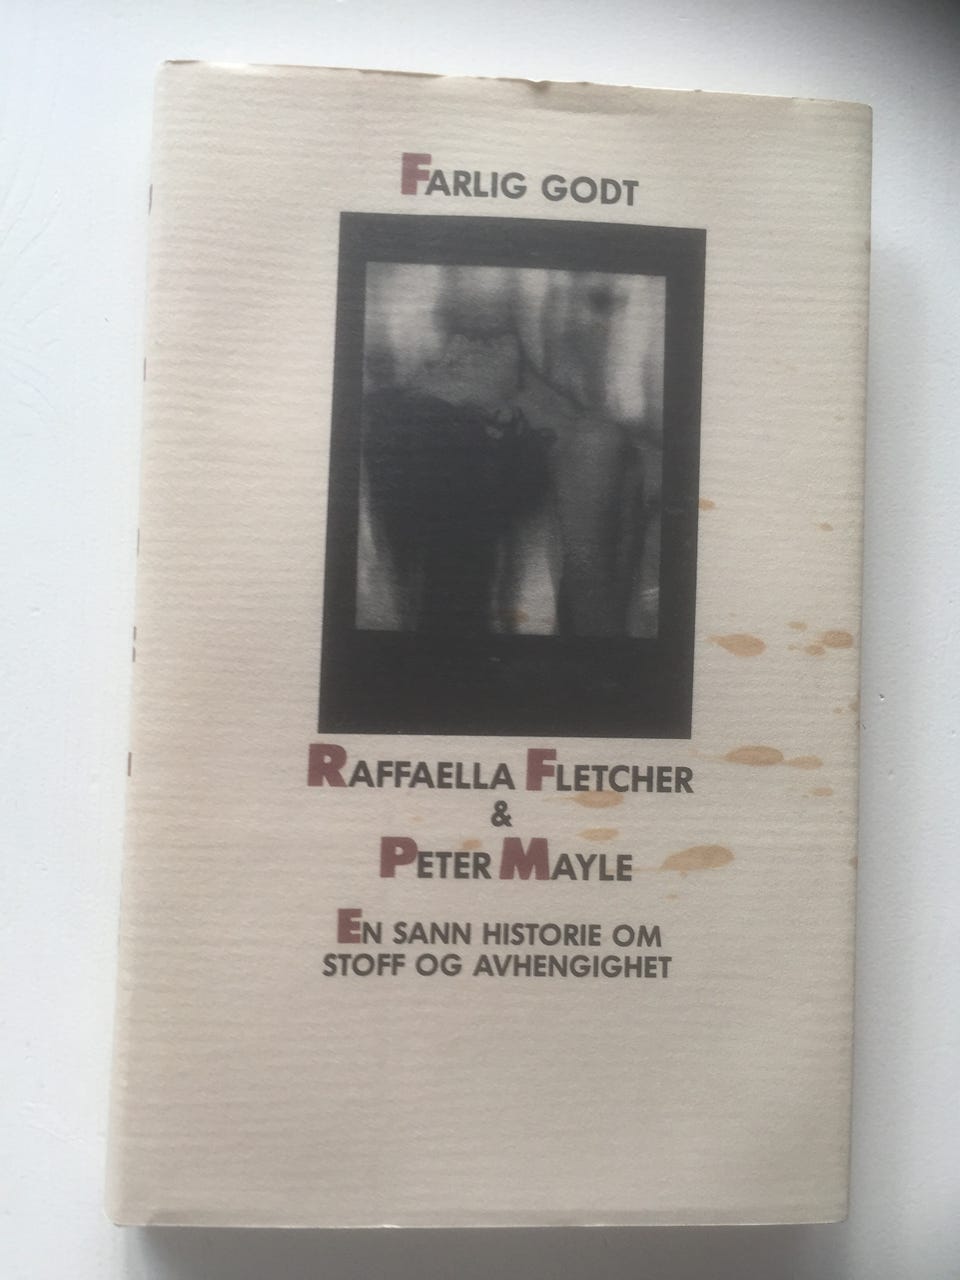 FARLIG GODT
RAFFAELLA FLETCHER
&
PETER MAYLE
EN SANN HISTORIE OM
STOFF OG AVHENGIGHET